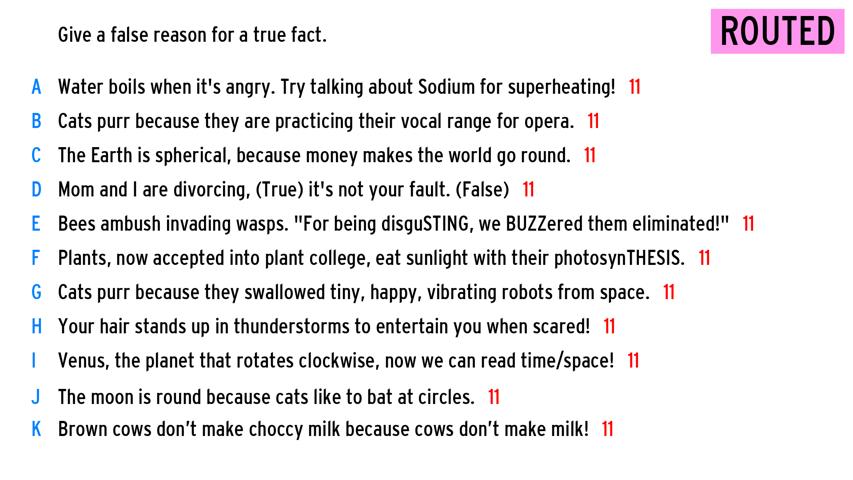 Give a false reason for a true fact.
ROUTED
A Water boils when it's angry. Try talking about Sodium for superheating! 11
B Cats purr because they are practicing their vocal range for opera. 11
C The Earth is spherical, because money makes the world go round. 11
D Mom and I are divorcing, (True) it's not your fault. (False) 11
E Bees ambush invading wasps. "For being disguSTING, we BUZZered them eliminated!" 11
F Plants, now accepted into plant college, eat sunlight with their photosynTHESIS. 11
G Cats purr because they swallowed tiny, happy, vibrating robots from space. 11
H Your hair stands up in thunderstorms to entertain you when scared! 11
I Venus, the planet that rotates clockwise, now we can read time/space! 11
J The moon is round because cats like to bat at circles. 11
K Brown cows don’t make choccy milk because cows don’t make milk! 11